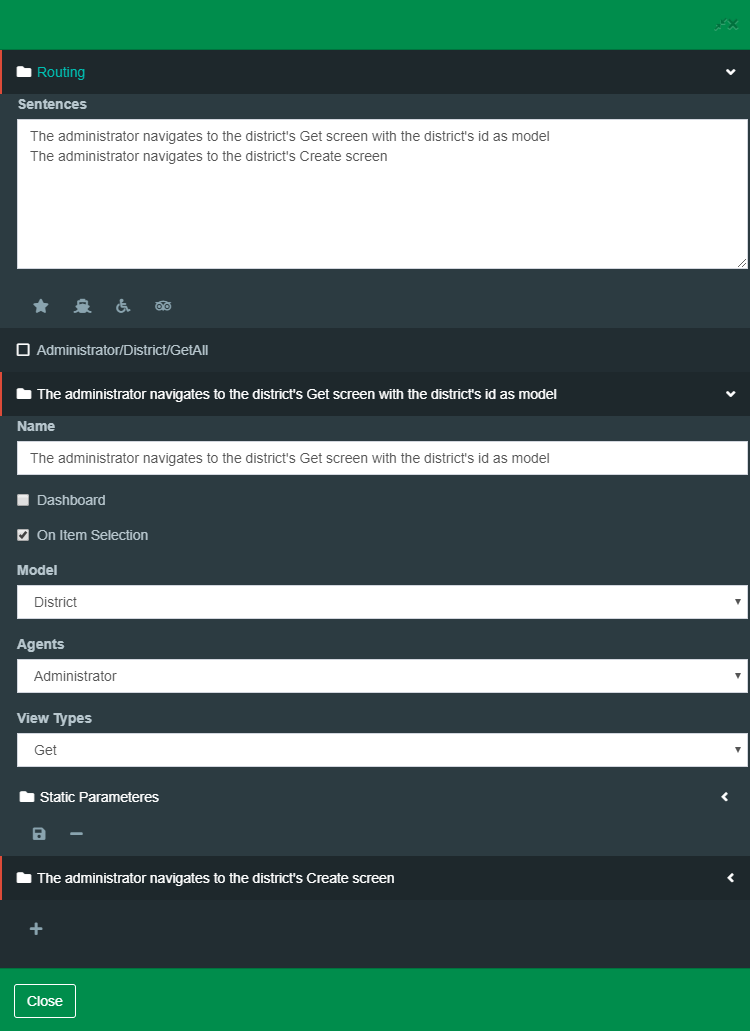 Routing
Sentences
The administrator navigates to the district's Get screen with the district's id as model
The administrator navigates to the district's Create screen
Administrator/District/GetAll
The administrator navigates to the district's Get screen with the district's id as model
Name
The administrator navigates to the district's Get screen with the district's id as model
Dashboard
On Item Selection
Model
District
Agents
Administrator
View Types
Get
Static Parameteres
The administrator navigates to the district's Create screen
Close